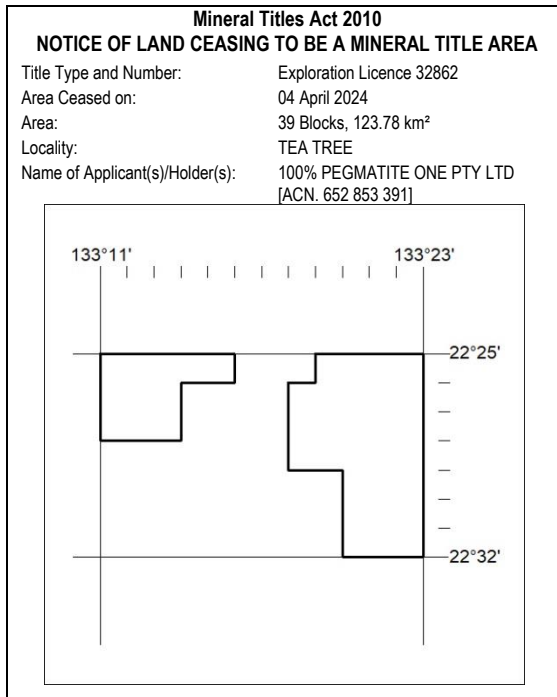 Mineral Titles Act 2010
NOTICE OF LAND CEASING TO BE A MINERAL TITLE AREA
Title Type and Number: Exploration Licence 32862
Area Ceased on: 04 April 2024
Area: 39 Blocks, 123.78 km²
Locality: TEA TREE
Name of Applicant(s)/Holder(s): 100% PEGMATITE ONE PTY LTD
[ACN. 652 853 391]
133°11' 133°23'
22°25'
22°32'